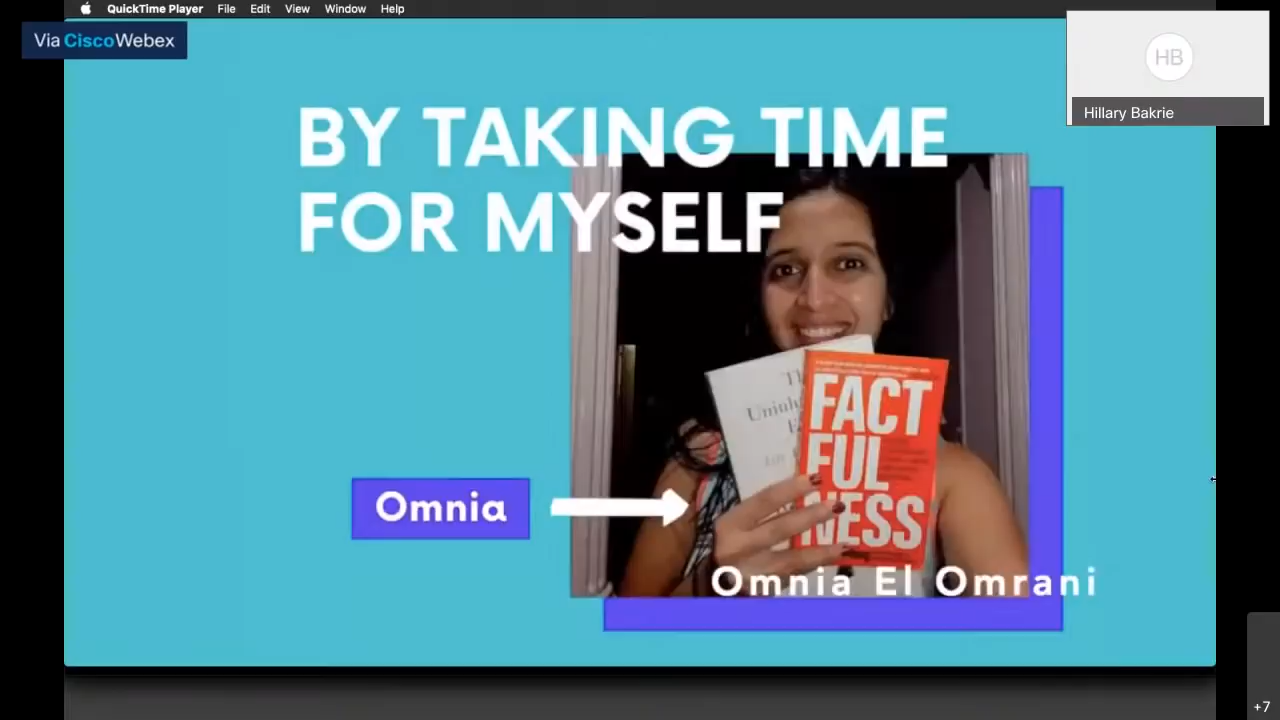 QuickTime Player File Edit View Window Help
Via CiscoWebex
HB
Hillary Bakrie
BY TAKING TIME
FOR MYSELF
FACT
FUL
NESS
Omnia
Omnia El Omrani
+7